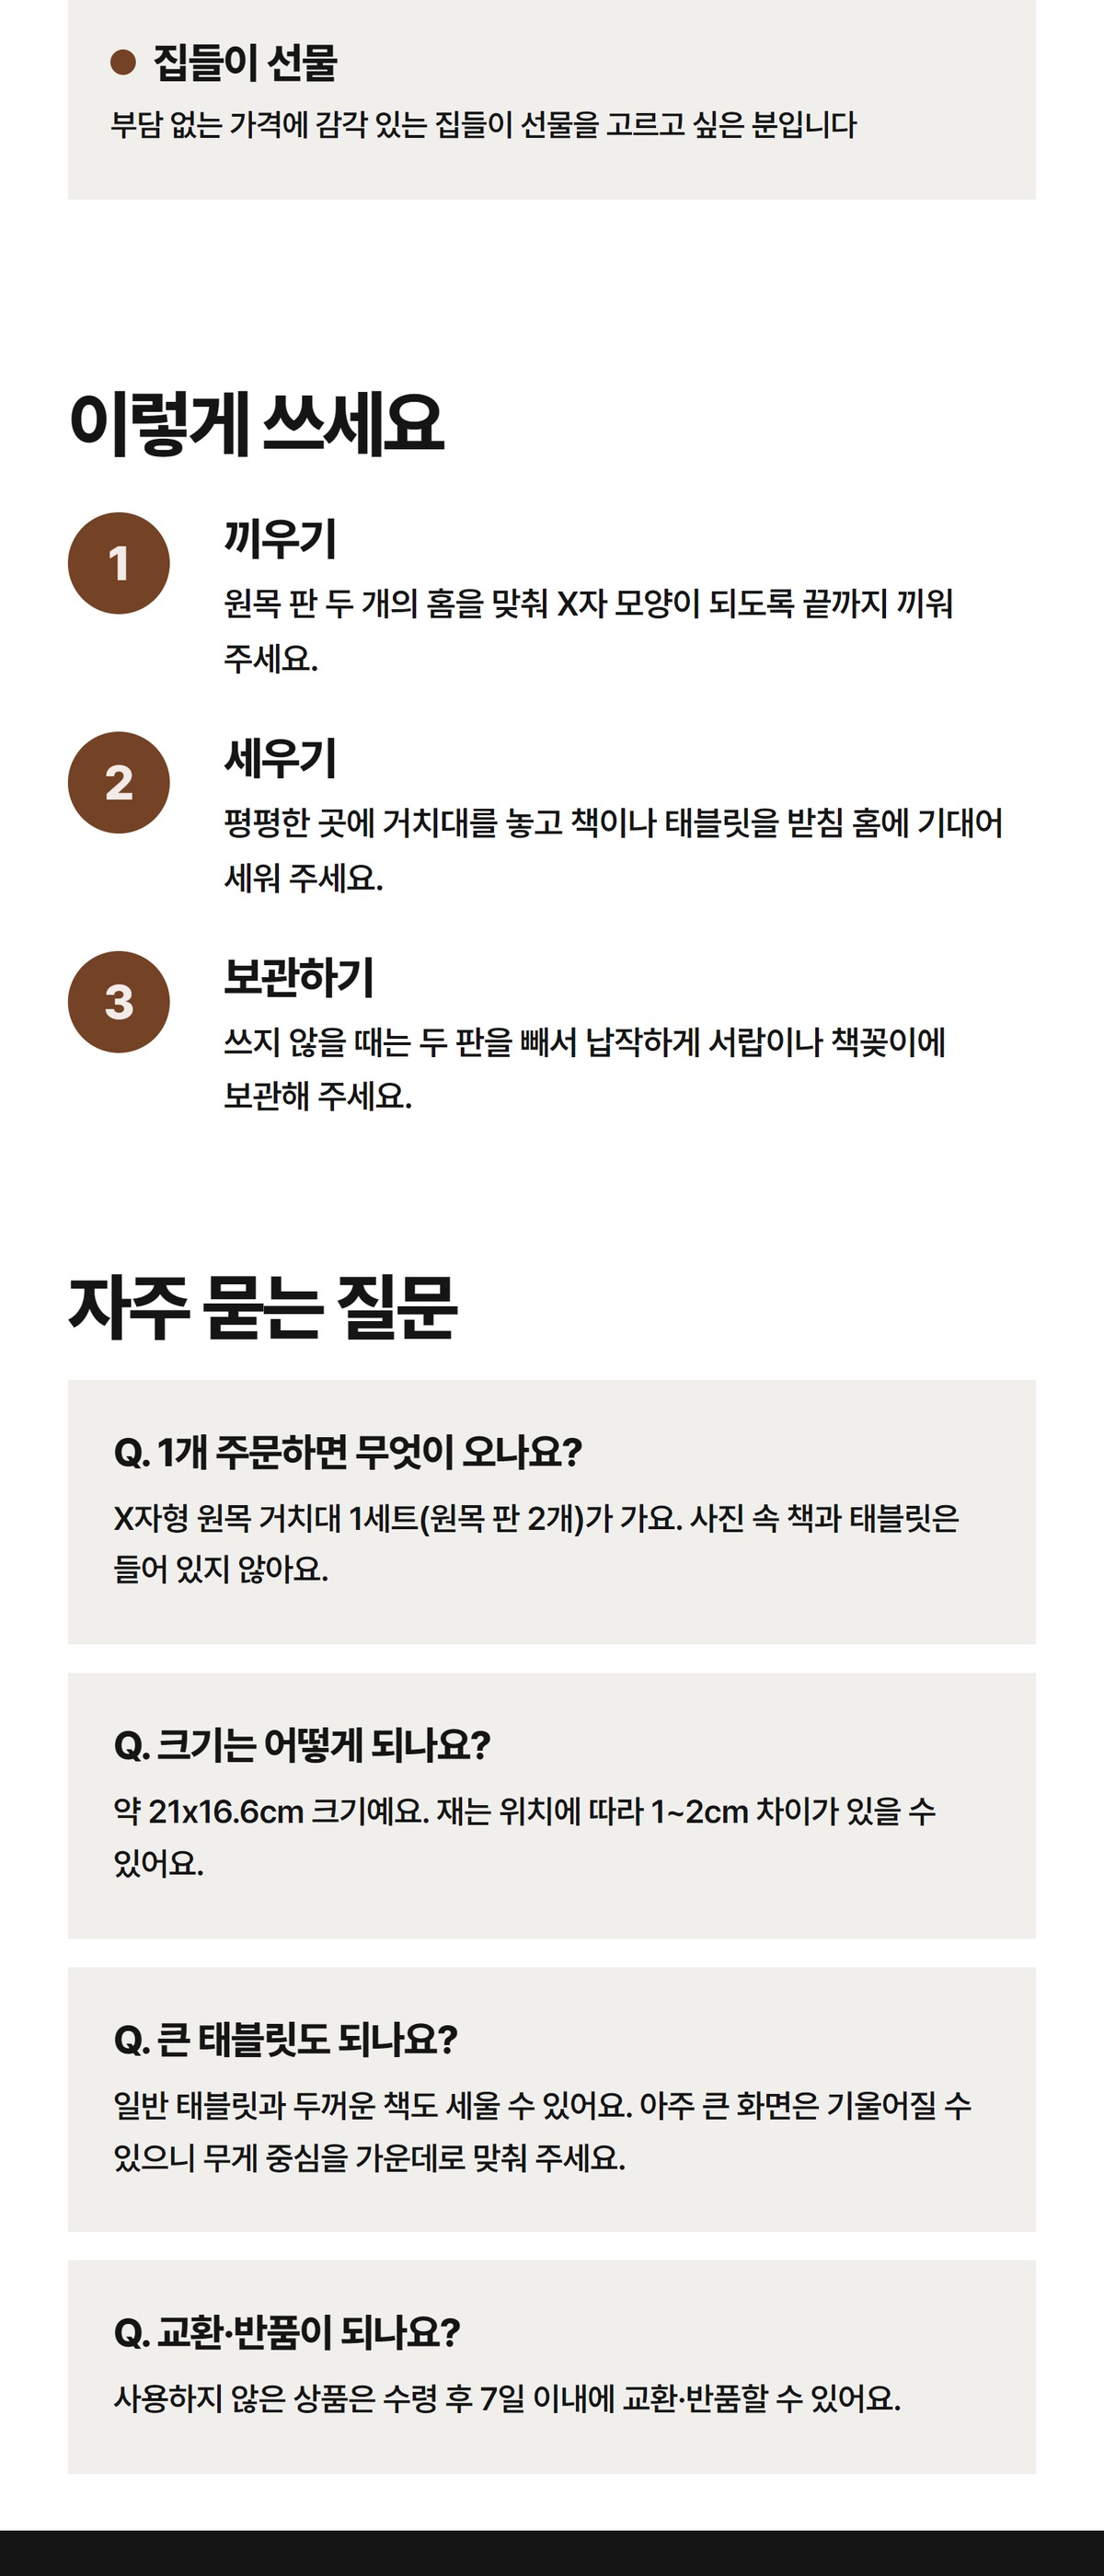 집들이 선물
부담 없는 가격에 감각 있는 집들이 선물을 고르고 싶은 분입니다
이렇게 쓰세요
1
끼우기
원목 판 두 개의 홈을 맞춰 X자 모양이 되도록 끝까지 끼워
주세요.
2
세우기
평평한 곳에 거치대를 놓고 책이나 태블릿을 받침 홈에 기대어
세워 주세요.
3
보관하기
쓰지 않을 때는 두 판을 빼서 납작하게 서랍이나 책꽂이에
보관해 주세요.
자주 묻는 질문
Q. 1개 주문하면 무엇이 오나요?
X자형 원목 거치대 1세트(원목 판 2개)가 가요. 사진 속 책과 태블릿은
들어 있지 않아요.
Q. 크기는 어떻게 되나요?
약 21x16.6cm 크기예요. 재는 위치에 따라 1~2cm 차이가 있을 수
있어요.
Q. 큰 태블릿도 되나요?
일반 태블릿과 두꺼운 책도 세울 수 있어요. 아주 큰 화면은 기울어질 수
있으니 무게 중심을 가운데로 맞춰 주세요.
Q. 교환·반품이 되나요?
사용하지 않은 상품은 수령 후 7일 이내에 교환·반품할 수 있어요.